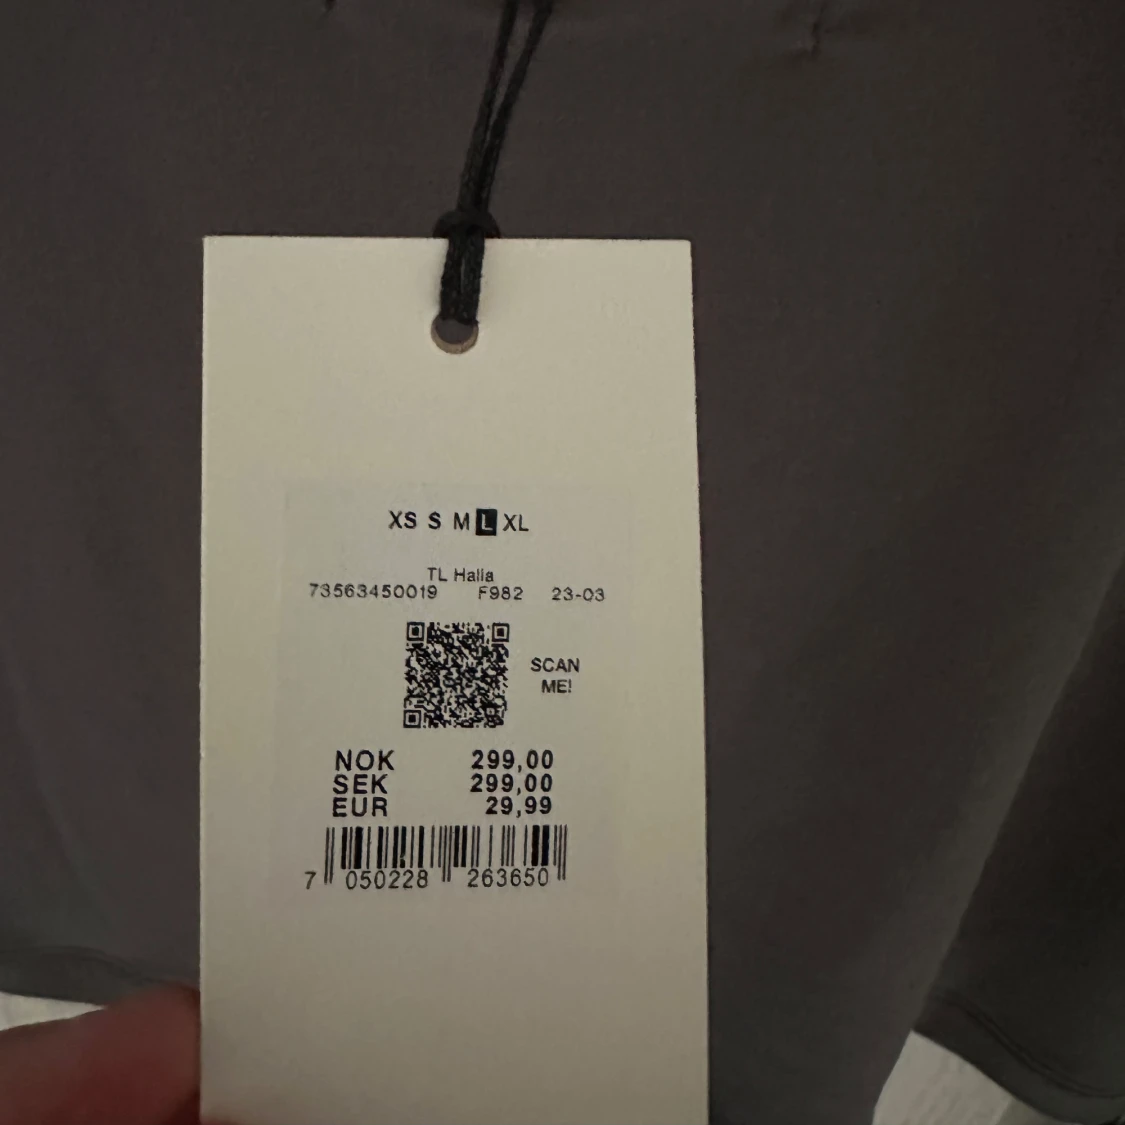 XS S M L XL
TL Halla
73563450019 F982 23-03
SCAN
ME!
NOK 299,00
SEK 299,00
EUR 29,99
7 050228 263650